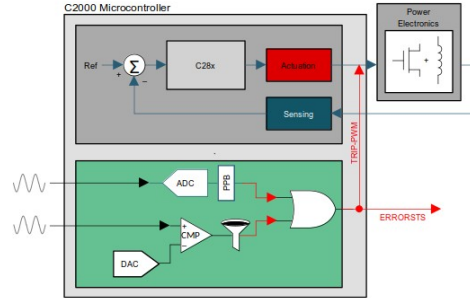 C2000 Microcontroller
Power
Electronics
Ref
+
Σ
−
C28x
Actuation
+
Sensing
TRIP-PWM
ADC
PPB
+
CMP
−
DAC
ERRORSTS